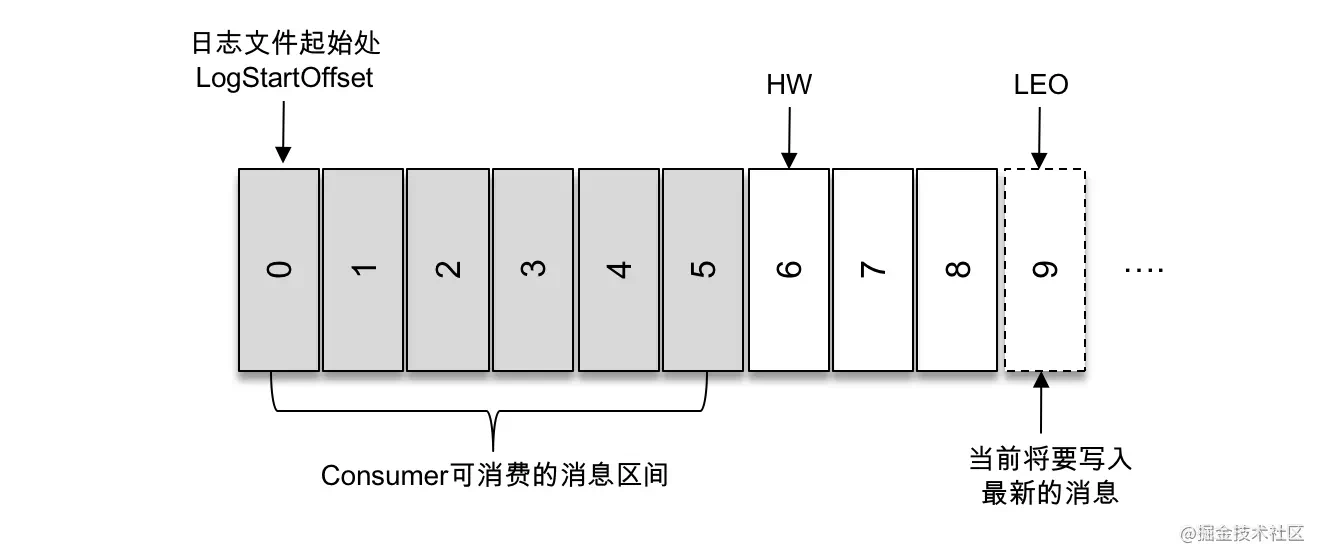 日志文件起始处
LogStartOffset
HW
LEO
0
1
2
3
4
5
6
7
8
9
....
Consumer可消费的消息区间
当前将要写入
最新的消息
@掘金技术社区